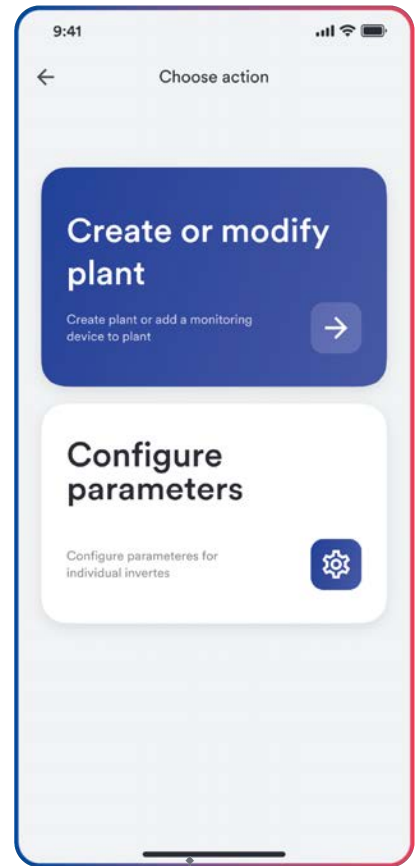 9:41
Choose action
Create or modify
plant
Create plant or add a monitoring
device to plant
Configure
parameters
Configure parameteres for
individual invertes